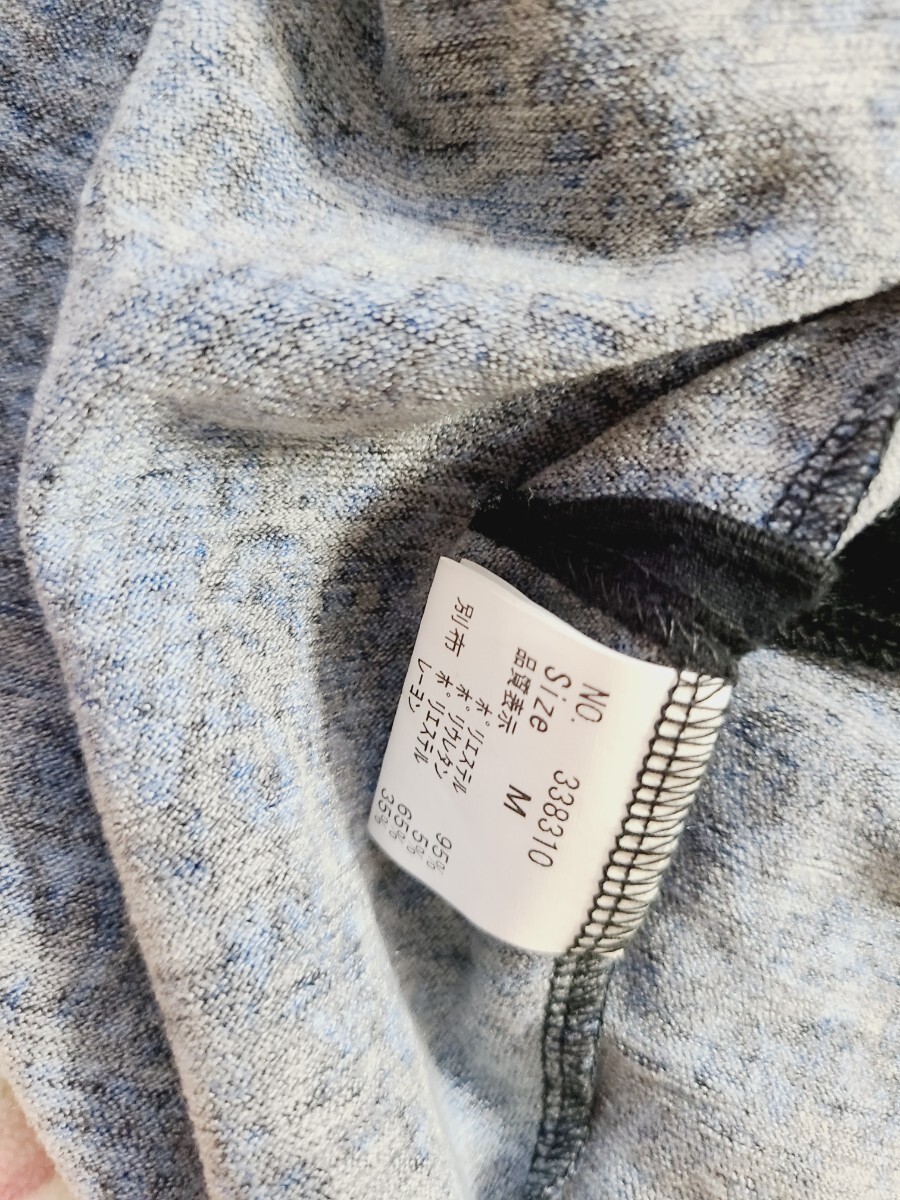 NO. 338310
Size M
品質表示
ポリエステル 95%
ポリウレタン 5%
別布 ポリエステル 65%
レーヨン 35%